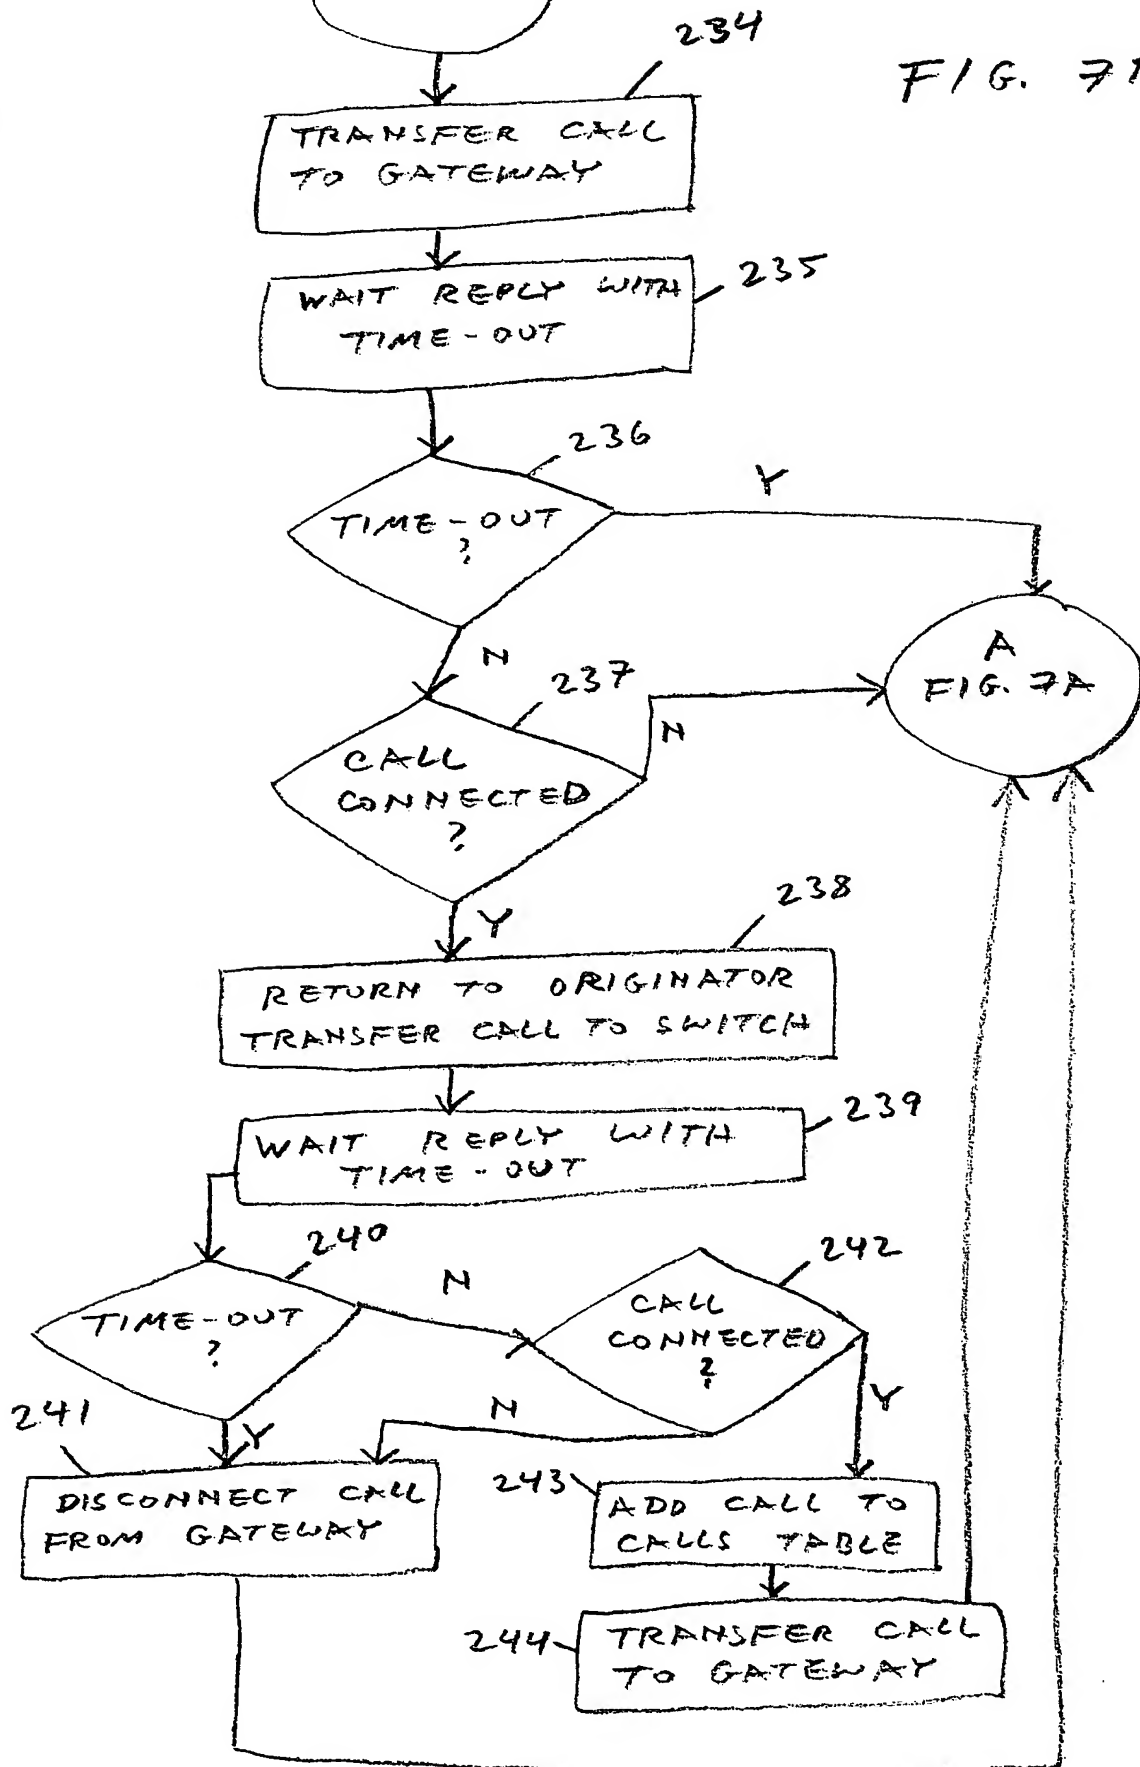 234
FIG. 7
TRANSFER CALL
TO GATEWAY
235
WAIT REPLY WITH
TIME-OUT
236
Y
TIME-OUT
?
N
A
FIG. 7A
237
N
CALL
CONNECTED
?
238
Y
RETURN TO ORIGINATOR
TRANSFER CALL TO SWITCH
239
WAIT REPLY WITH
TIME-OUT
240
N
242
TIME-OUT
?
CALL
CONNECTED
?
241
Y
N
Y
243
DISCONNECT CALL
FROM GATEWAY
ADD CALL TO
CALLS TABLE
244
TRANSFER CALL
TO GATEWAY